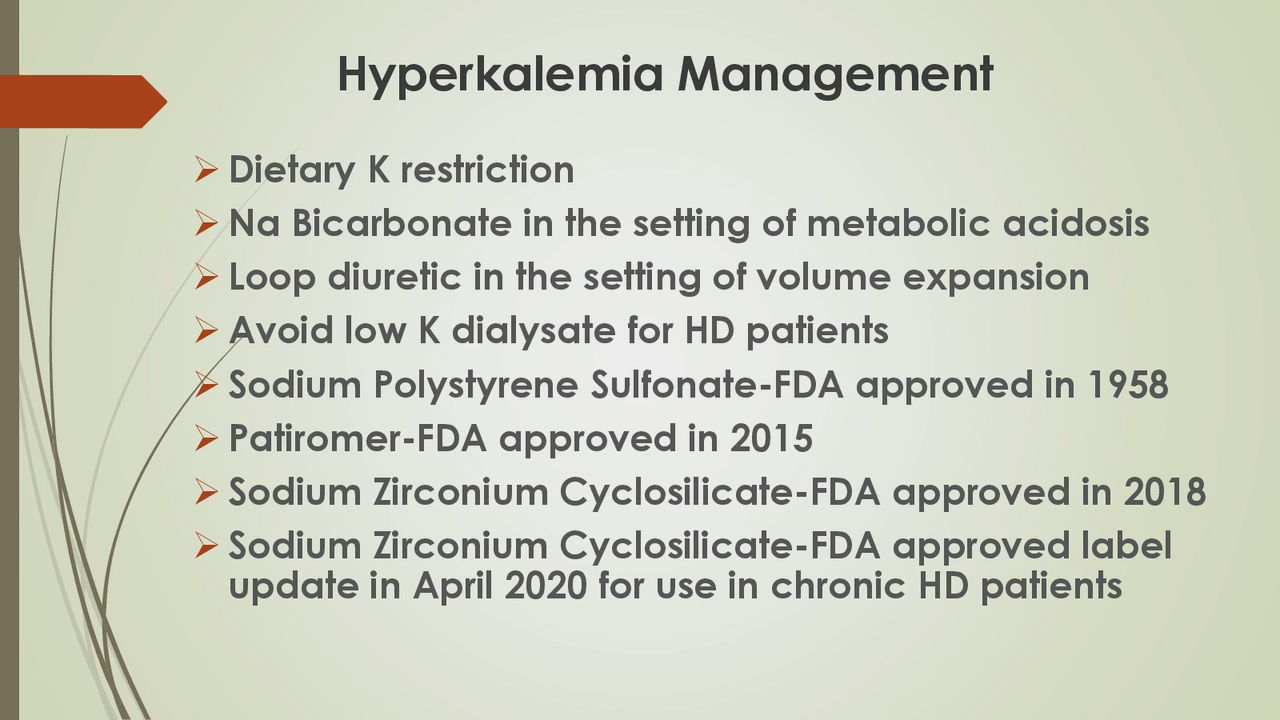 Hyperkalemia Management
Dietary K restriction
Na Bicarbonate in the setting of metabolic acidosis
Loop diuretic in the setting of volume expansion
Avoid low K dialysate for HD patients
Sodium Polystyrene Sulfonate-FDA approved in 1958
Patiromer-FDA approved in 2015
Sodium Zirconium Cyclosilicate-FDA approved in 2018
Sodium Zirconium Cyclosilicate-FDA approved label
update in April 2020 for use in chronic HD patients